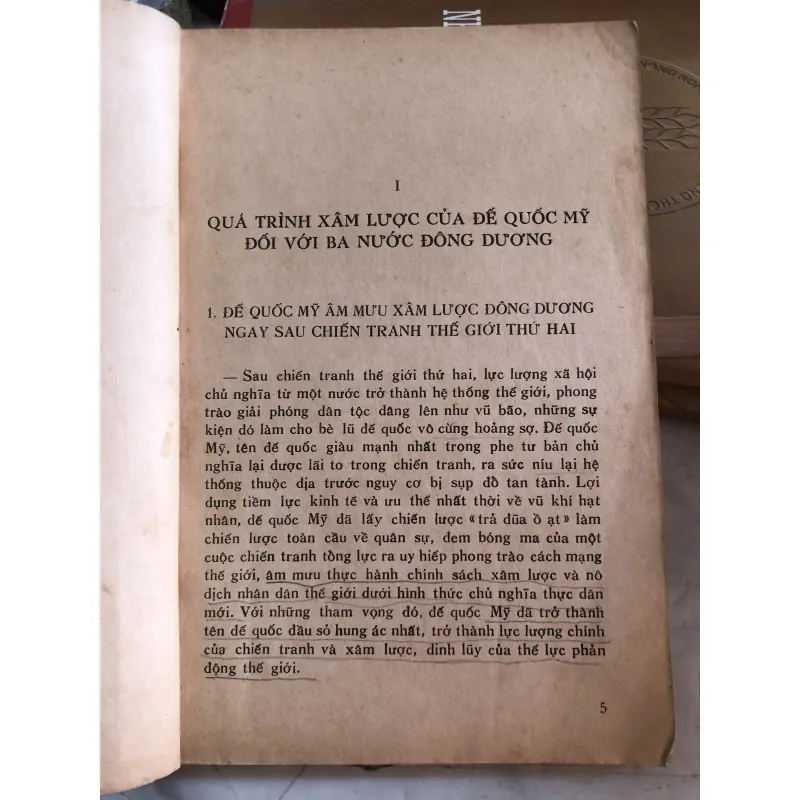 I
QUÁ TRÌNH XÂM LƯỢC CỦA ĐẾ QUỐC MỸ
ĐỐI VỚI BA NƯỚC ĐÔNG DƯƠNG
1. ĐẾ QUỐC MỸ ÂM MƯU XÂM LƯỢC ĐÔNG DƯƠNG
NGAY SAU CHIẾN TRANH THẾ GIỚI THỨ HAI
— Sau chiến tranh thế giới thứ hai, lực lượng xã hội
chủ nghĩa từ một nước trở thành hệ thống thế giới, phong
trào giải phóng dân tộc dâng lên như vũ bão, những sự
kiện đó làm cho bè lũ đế quốc vô cùng hoảng sợ. Đế quốc
Mỹ, tên đế quốc giàu mạnh nhất trong phe tư bản chủ
nghĩa lại được lãi to trong chiến tranh, ra sức níu lại hệ
thống thuộc địa trước nguy cơ bị sụp đổ tan tành. Lợi
dụng tiềm lực kinh tế và ưu thế nhất thời về vũ khí hạt
nhân, đế quốc Mỹ đã lấy chiến lược «trả đũa ồ ạt» làm
chiến lược toàn cầu về quân sự, đem bóng ma của một
cuộc chiến tranh tổng lực ra uy hiếp phong trào cách mạng
thế giới, âm mưu thực hành chính sách xâm lược và nô
dịch nhân dân thế giới dưới hình thức chủ nghĩa thực dân
mới. Với những tham vọng đó, đế quốc Mỹ đã trở thành
tên đế quốc đầu sỏ hung ác nhất, trở thành lực lượng chính
của chiến tranh và xâm lược, dinh lũy của thế lực phản
động thế giới.
5